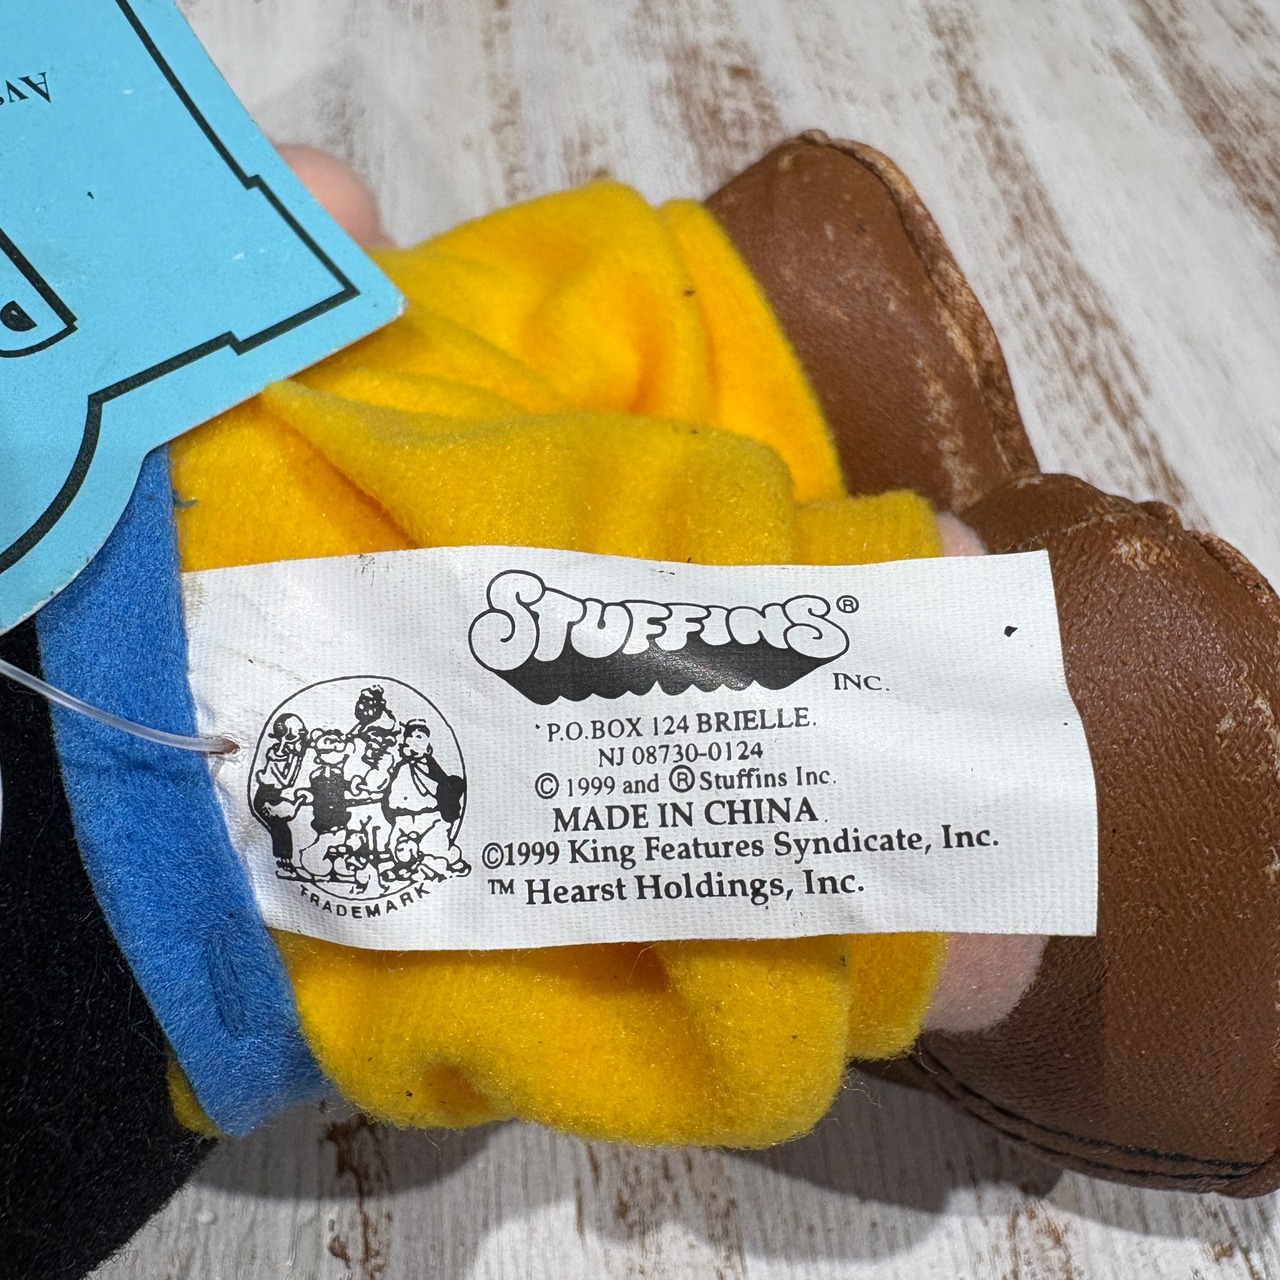 STUFFINS®
INC.
P.O.BOX 124 BRIELLE.
NJ 08730-0124
© 1999 and ® Stuffins Inc.
MADE IN CHINA
©1999 King Features Syndicate, Inc.
™ Hearst Holdings, Inc.
TRADEMARK